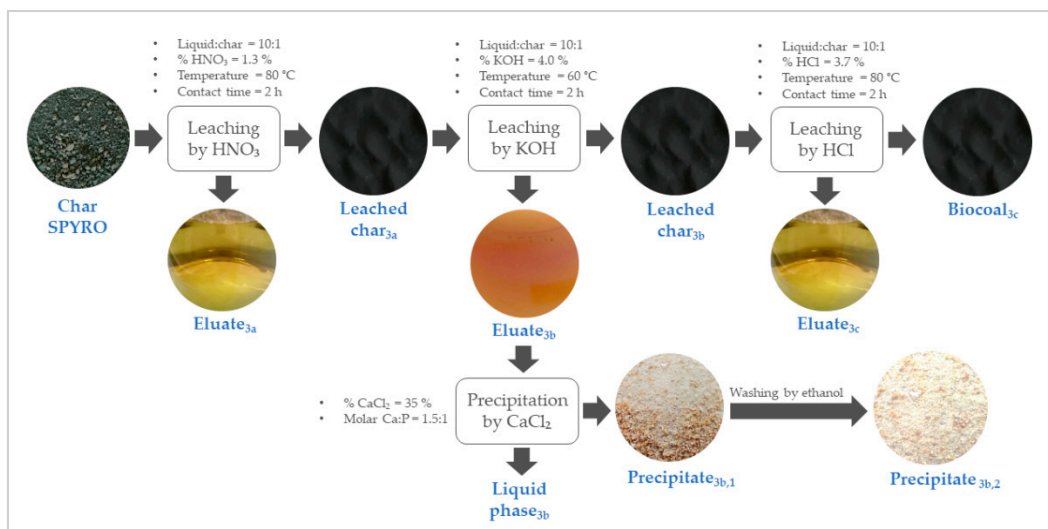 • Liquid:char = 10:1
• % HNO₃ = 1.3 %
• Temperature = 80 °C
• Contact time = 2 h
• Liquid:char = 10:1
• % KOH = 4.0 %
• Temperature = 60 °C
• Contact time = 2 h
• Liquid:char = 10:1
• % HCl = 3.7 %
• Temperature = 80 °C
• Contact time = 2 h
Leaching
by HNO₃
Leaching
by KOH
Leaching
by HCl
Char
SPYRO
Leached
char₃ₐ
Leached
char3b
Biocoal3c
Eluate₃ₐ
Eluate3b
Eluate3c
• % CaCl₂ = 35 %
• Molar Ca:P = 1.5:1
Precipitation
by CaCl₂
Washing by ethanol
Precipitate3b,1
Precipitate 3b,2
Liquid
phase3b